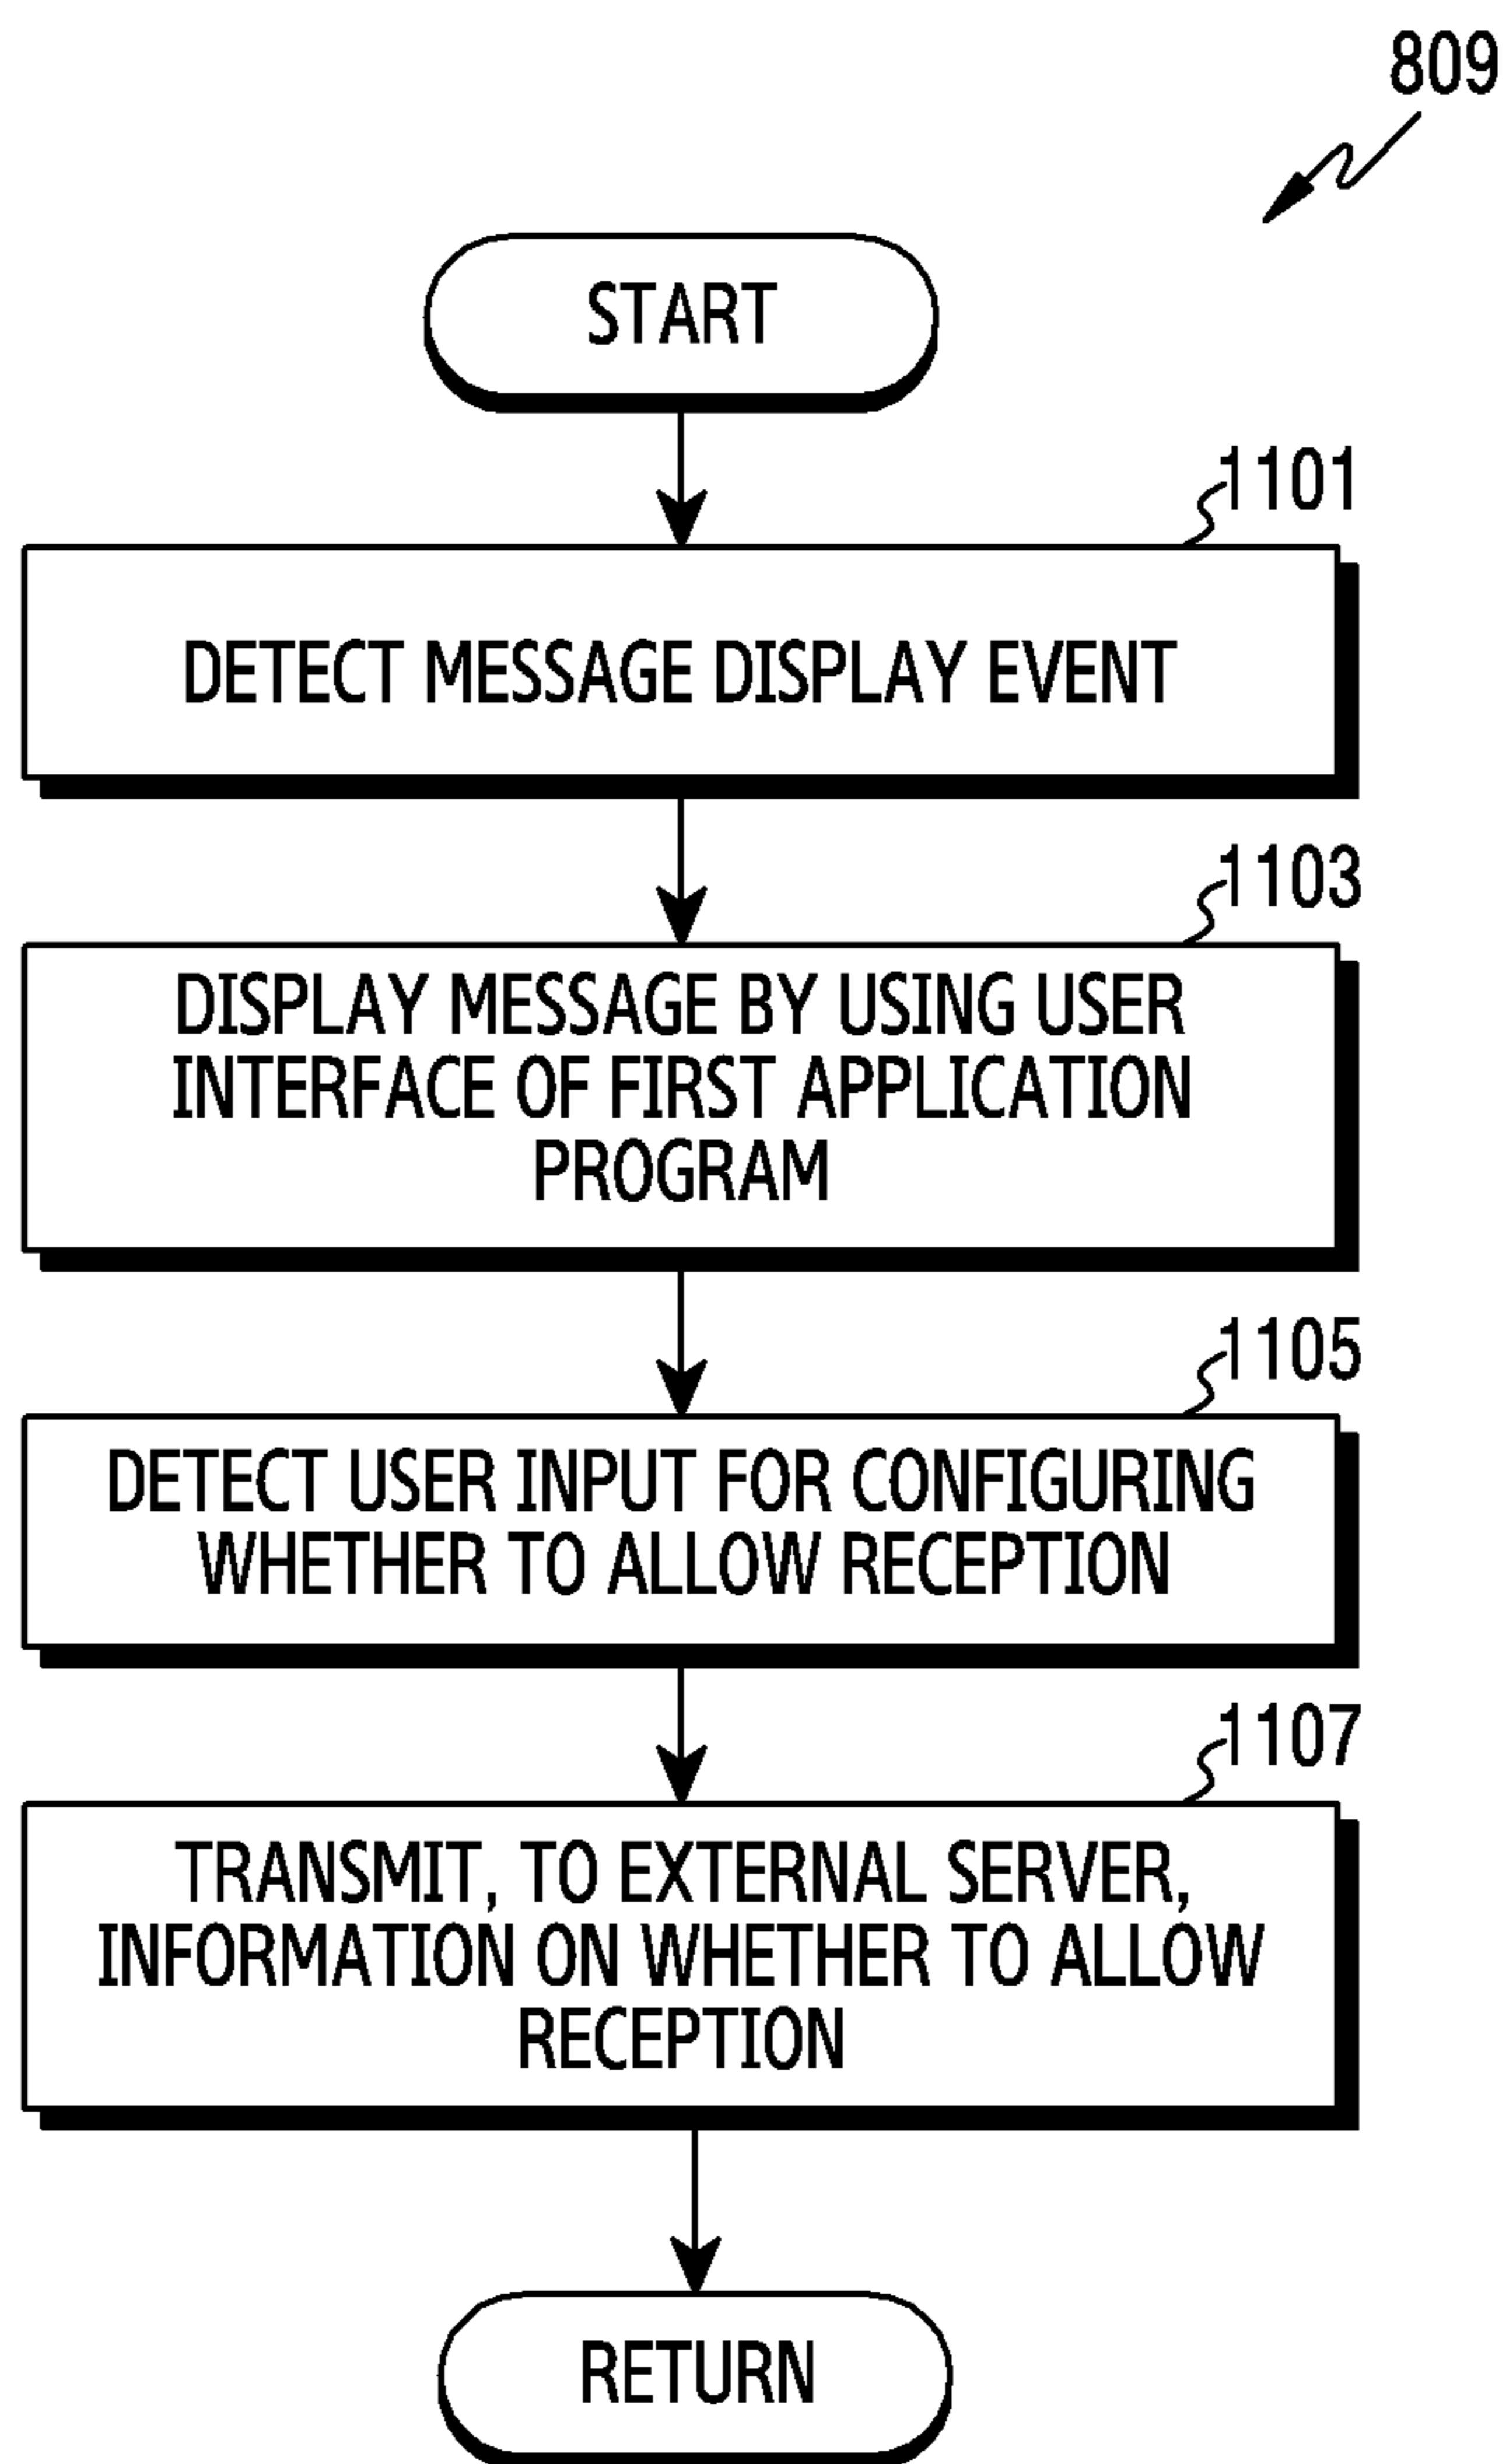 809
START
1101
DETECT MESSAGE DISPLAY EVENT
1103
DISPLAY MESSAGE BY USING USER
INTERFACE OF FIRST APPLICATION
PROGRAM
1105
DETECT USER INPUT FOR CONFIGURING
WHETHER TO ALLOW RECEPTION
1107
TRANSMIT, TO EXTERNAL SERVER,
INFORMATION ON WHETHER TO ALLOW
RECEPTION
RETURN